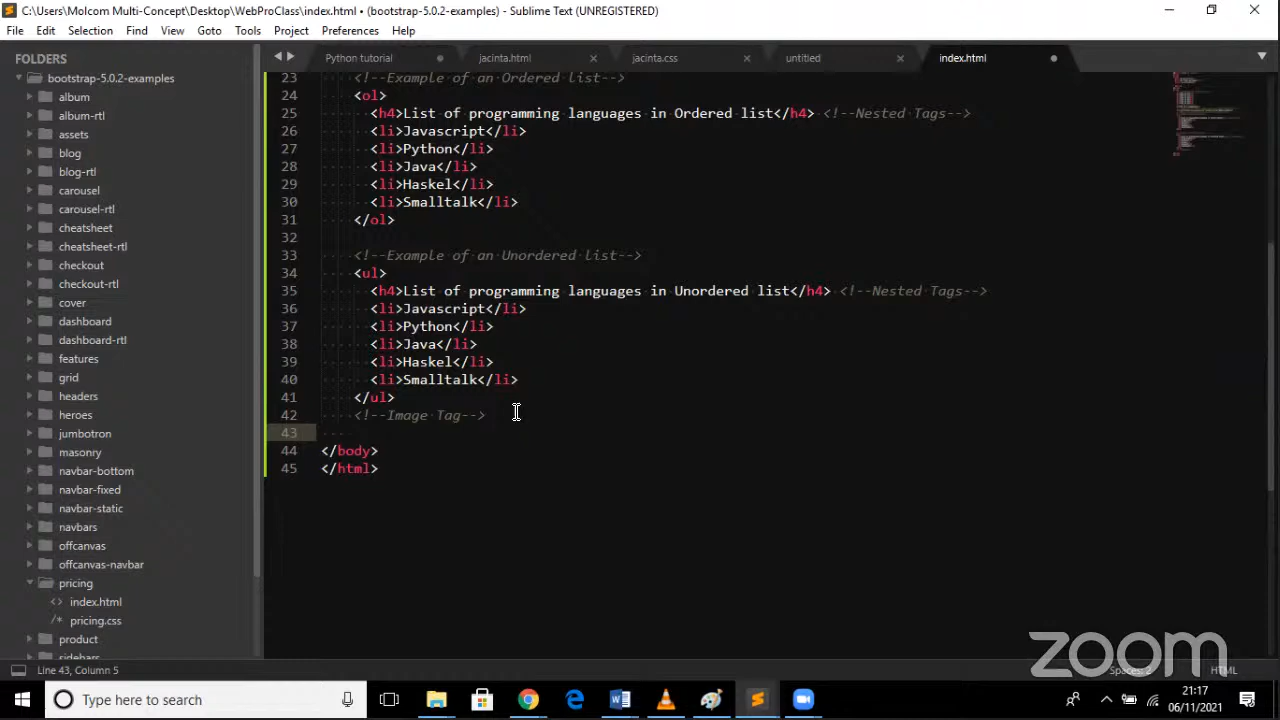 C:\Users\Molcom Multi-Concept\Desktop\WebProClass\index.html • (bootstrap-5.0.2-examples) - Sublime Text (UNREGISTERED)
File Edit Selection Find View Goto Tools Project Preferences Help
FOLDERS
bootstrap-5.0.2-examples
album
album-rtl
assets
blog
blog-rtl
carousel
carousel-rtl
cheatsheet
cheatsheet-rtl
checkout
checkout-rtl
cover
dashboard
dashboard-rtl
features
grid
headers
heroes
jumbotron
masonry
navbar-bottom
navbar-fixed
navbar-static
navbars
offcanvas
offcanvas-navbar
pricing
<> index.html
/* pricing.css
product
sidebars
Python tutorial jacinta.html jacinta.css untitled index.html
23 <!--Example of an Ordered list-->
24 <ol>
25 <h4>List of programming languages in Ordered list</h4> <!--Nested Tags-->
26 <li>Javascript</li>
27 <li>Python</li>
28 <li>Java</li>
29 <li>Haskel</li>
30 <li>Smalltalk</li>
31 </ol>
32
33 <!--Example of an Unordered list-->
34 <ul>
35 <h4>List of programming languages in Unordered list</h4> <!--Nested Tags-->
36 <li>Javascript</li>
37 <li>Python</li>
38 <li>Java</li>
39 <li>Haskel</li>
40 <li>Smalltalk</li>
41 </ul>
42 <!--Image Tag-->
43
44 </body>
45 </html>
zoom
Line 43, Column 5
Spaces: 2 HTML
Type here to search
21:17
06/11/2021